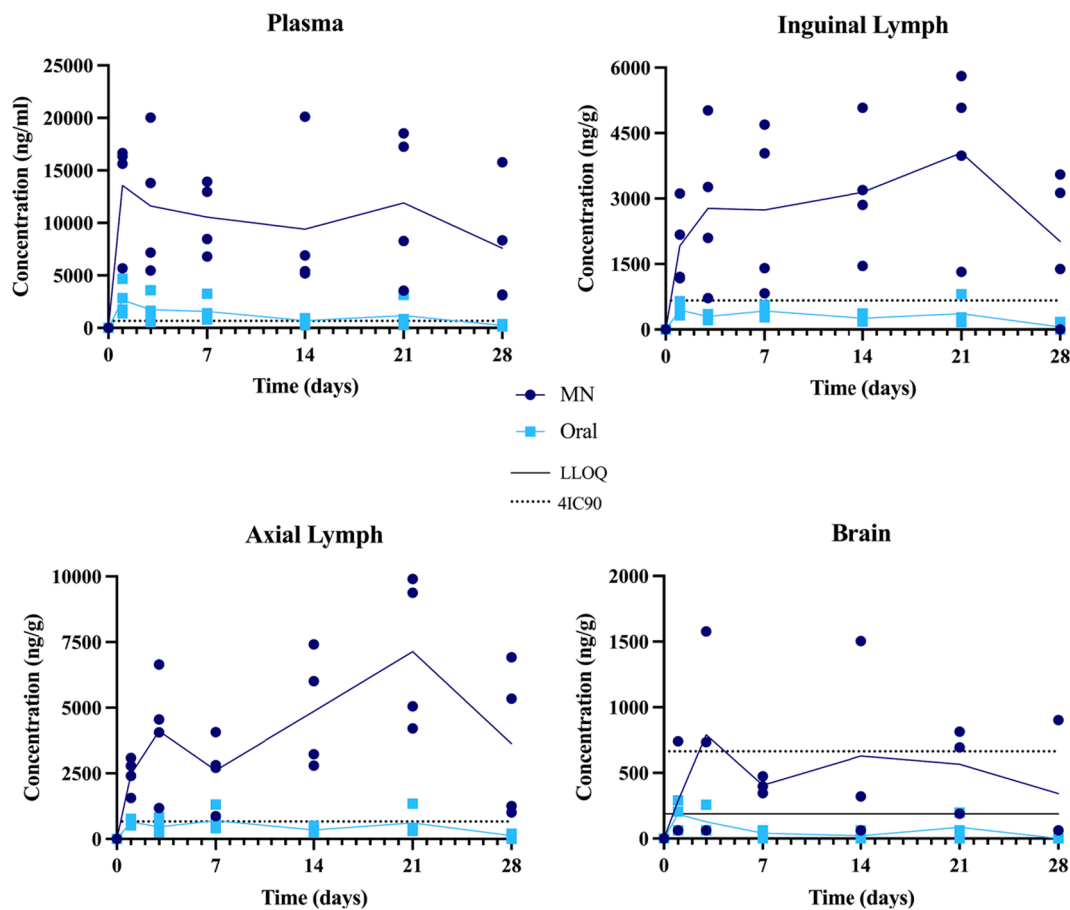 Plasma
Concentration (ng/ml)
25000
20000
15000
10000
5000
0
0 7 14 21 28
Time (days)
Inguinal Lymph
Concentration (ng/g)
6000
4500
3000
1500
0
0 7 14 21 28
Time (days)
MN
Oral
LLOQ
4IC90
Axial Lymph
Concentration (ng/g)
10000
7500
5000
2500
0
0 7 14 21 28
Time (days)
Brain
Concentration (ng/g)
2000
1500
1000
500
0
0 7 14 21 28
Time (days)